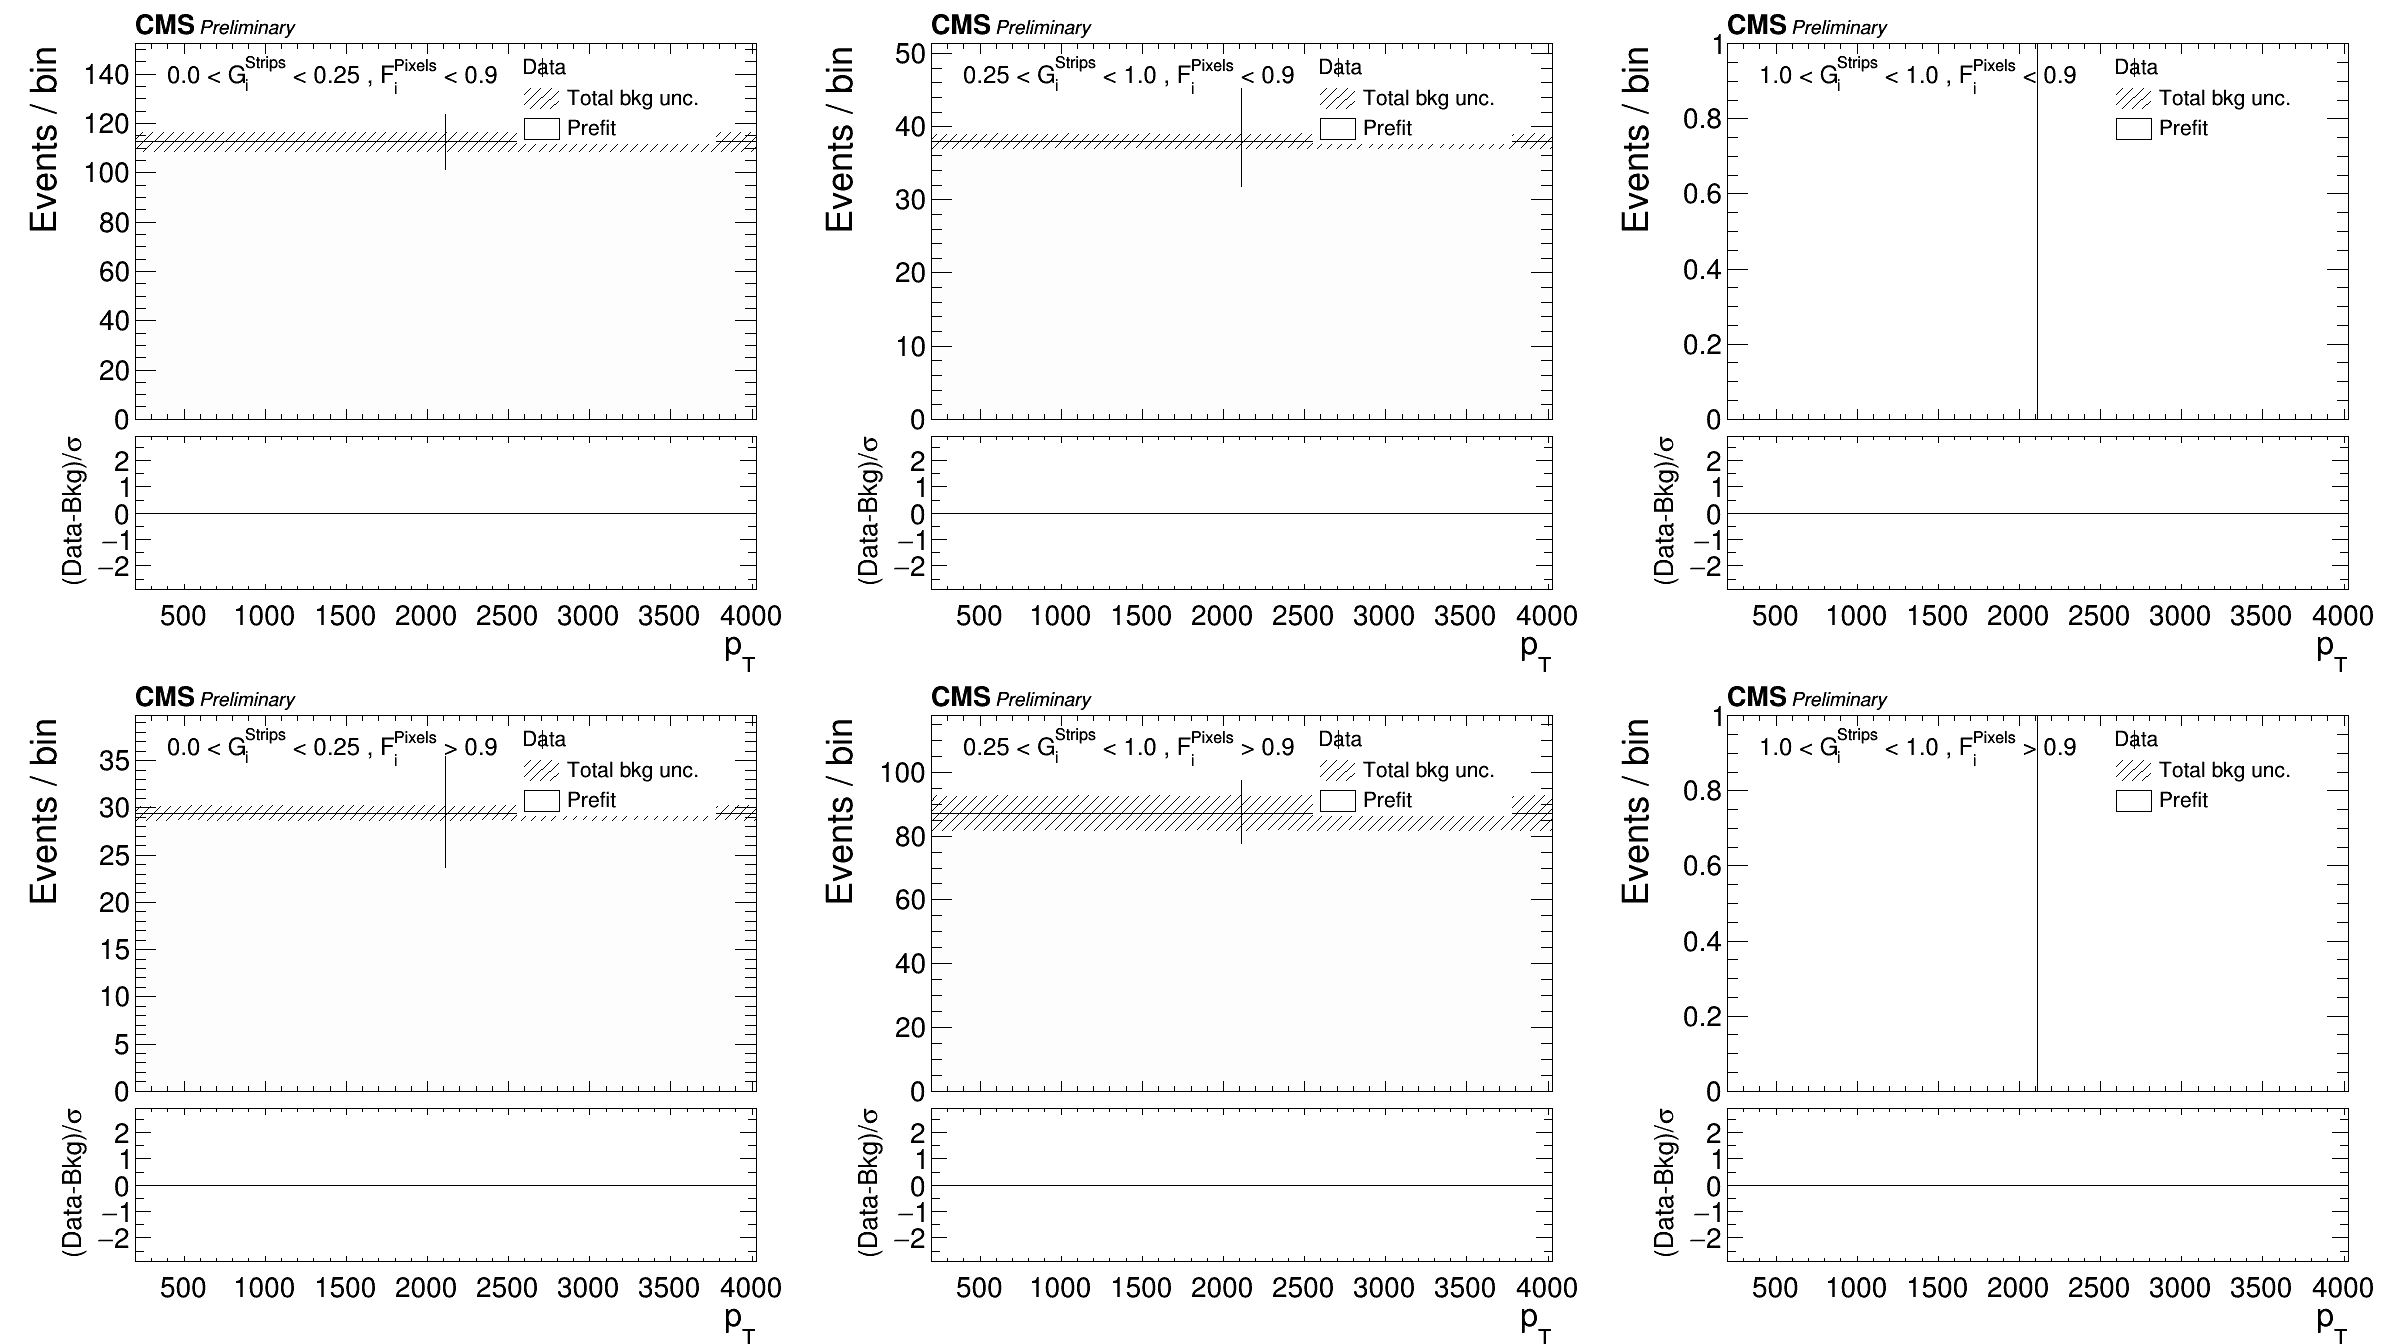 CMS Preliminary
Events / bin
0.0 < G_i^Strips < 0.25 , F_i^Pixels < 0.9
Data
Total bkg unc.
Prefit
140
120
100
80
60
40
20
0
(Data-Bkg)/σ
2
1
0
−1
−2
500 1000 1500 2000 2500 3000 3500 4000
p_T
CMS Preliminary
Events / bin
0.25 < G_i^Strips < 1.0 , F_i^Pixels < 0.9
Data
Total bkg unc.
Prefit
50
40
30
20
10
0
(Data-Bkg)/σ
2
1
0
−1
−2
500 1000 1500 2000 2500 3000 3500 4000
p_T
CMS Preliminary
Events / bin
1.0 < G_i^Strips < 1.0 , F_i^Pixels < 0.9
Data
Total bkg unc.
Prefit
1
0.8
0.6
0.4
0.2
0
(Data-Bkg)/σ
2
1
0
−1
−2
500 1000 1500 2000 2500 3000 3500 4000
p_T
CMS Preliminary
Events / bin
0.0 < G_i^Strips < 0.25 , F_i^Pixels > 0.9
Data
Total bkg unc.
Prefit
35
30
25
20
15
10
5
0
(Data-Bkg)/σ
2
1
0
−1
−2
500 1000 1500 2000 2500 3000 3500 4000
p_T
CMS Preliminary
Events / bin
0.25 < G_i^Strips < 1.0 , F_i^Pixels > 0.9
Data
Total bkg unc.
Prefit
100
80
60
40
20
0
(Data-Bkg)/σ
2
1
0
−1
−2
500 1000 1500 2000 2500 3000 3500 4000
p_T
CMS Preliminary
Events / bin
1.0 < G_i^Strips < 1.0 , F_i^Pixels > 0.9
Data
Total bkg unc.
Prefit
1
0.8
0.6
0.4
0.2
0
(Data-Bkg)/σ
2
1
0
−1
−2
500 1000 1500 2000 2500 3000 3500 4000
p_T